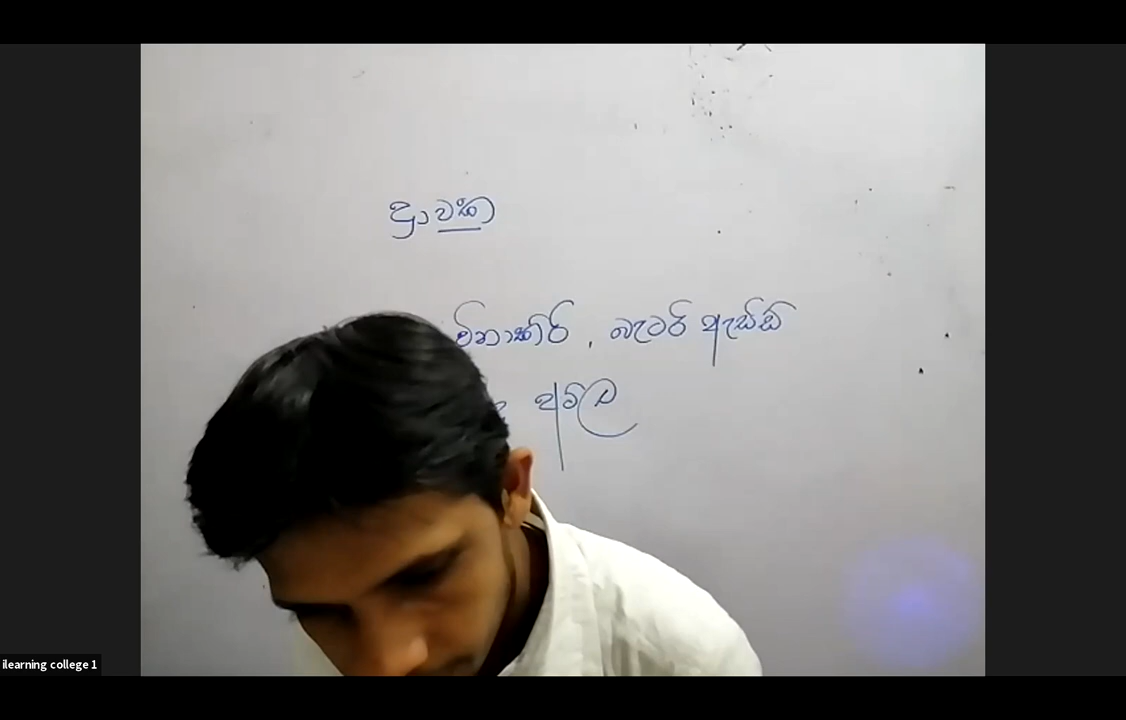 ද්‍රාවක
විනාකිරි , බැටරි ඇසිඩ්
අම්ල
ilearning college 1